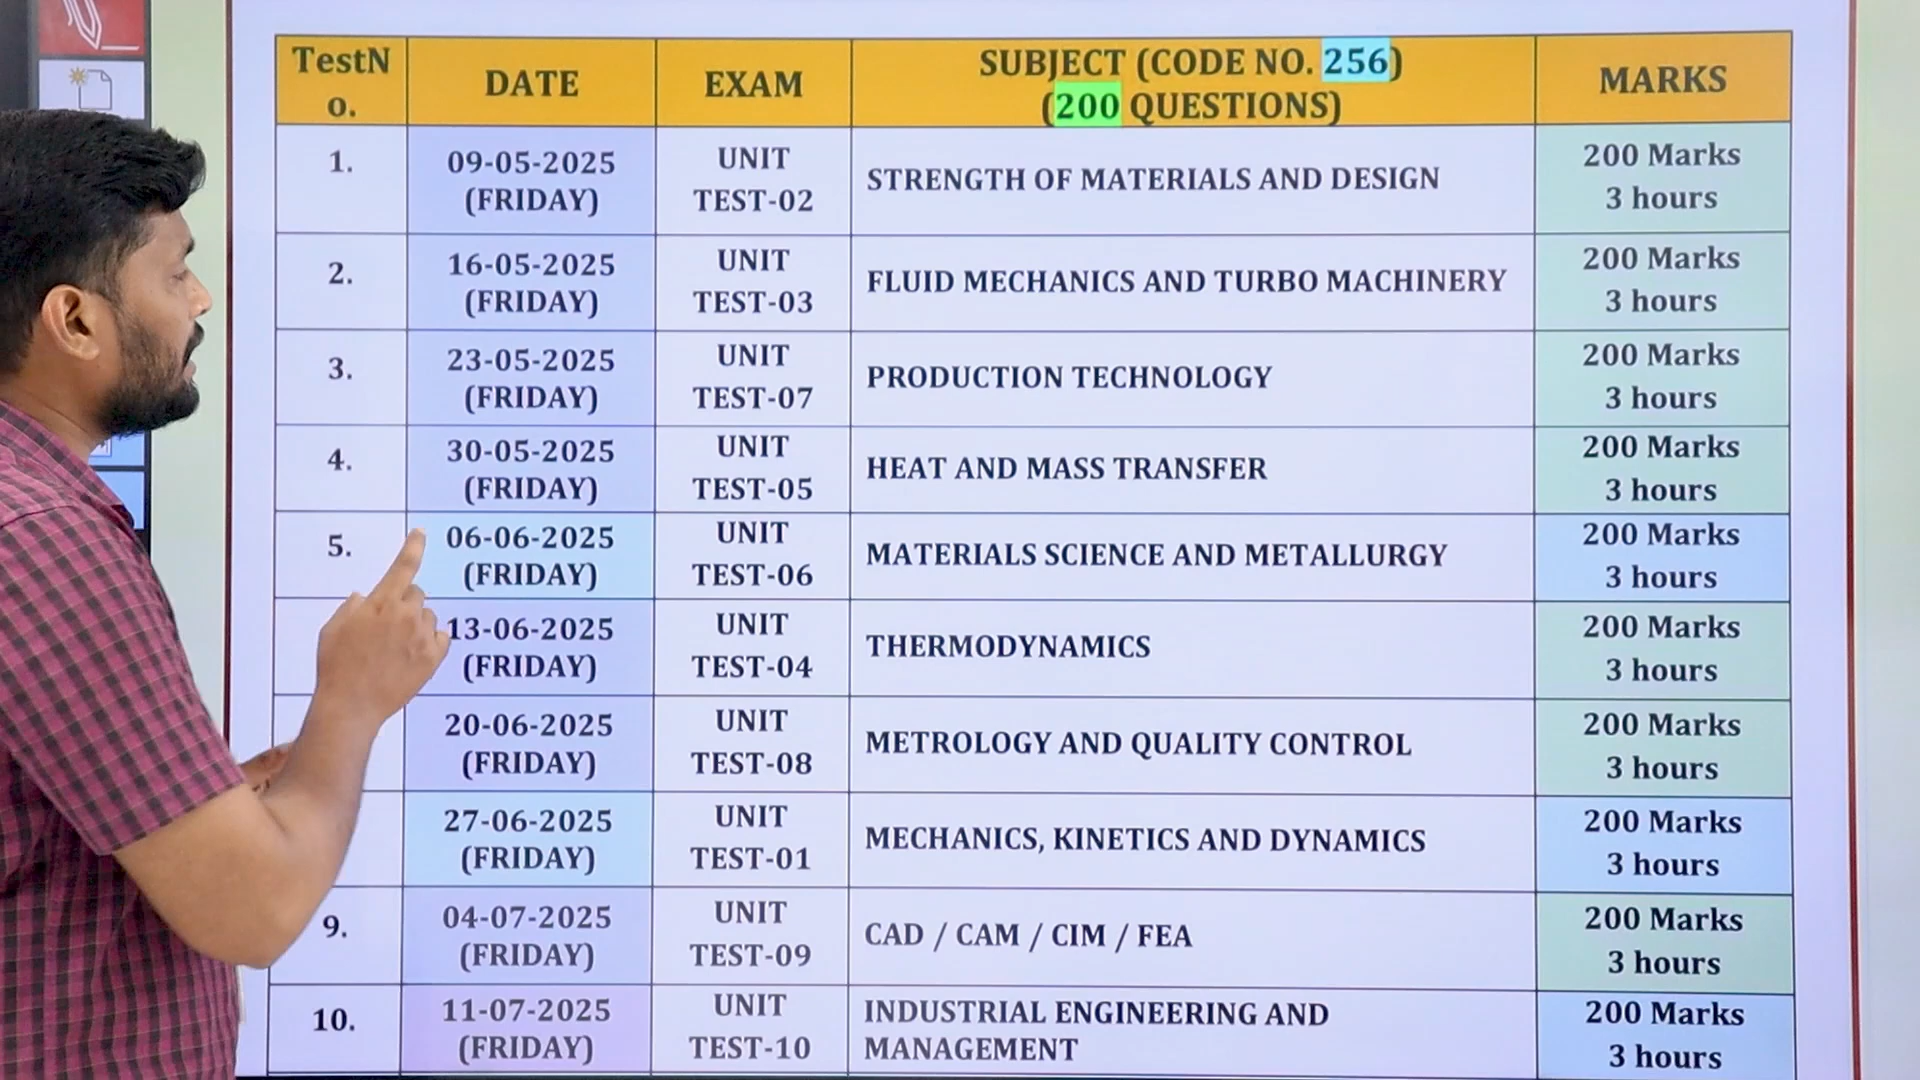 TestN
o.
DATE
EXAM
SUBJECT (CODE NO. 256)
(200 QUESTIONS)
MARKS
1.
09-05-2025
(FRIDAY)
UNIT
TEST-02
STRENGTH OF MATERIALS AND DESIGN
200 Marks
3 hours
2.
16-05-2025
(FRIDAY)
UNIT
TEST-03
FLUID MECHANICS AND TURBO MACHINERY
200 Marks
3 hours
3.
23-05-2025
(FRIDAY)
UNIT
TEST-07
PRODUCTION TECHNOLOGY
200 Marks
3 hours
4.
30-05-2025
(FRIDAY)
UNIT
TEST-05
HEAT AND MASS TRANSFER
200 Marks
3 hours
5.
06-06-2025
(FRIDAY)
UNIT
TEST-06
MATERIALS SCIENCE AND METALLURGY
200 Marks
3 hours
13-06-2025
(FRIDAY)
UNIT
TEST-04
THERMODYNAMICS
200 Marks
3 hours
20-06-2025
(FRIDAY)
UNIT
TEST-08
METROLOGY AND QUALITY CONTROL
200 Marks
3 hours
27-06-2025
(FRIDAY)
UNIT
TEST-01
MECHANICS, KINETICS AND DYNAMICS
200 Marks
3 hours
9.
04-07-2025
(FRIDAY)
UNIT
TEST-09
CAD / CAM / CIM / FEA
200 Marks
3 hours
10.
11-07-2025
(FRIDAY)
UNIT
TEST-10
INDUSTRIAL ENGINEERING AND
MANAGEMENT
200 Marks
3 hours